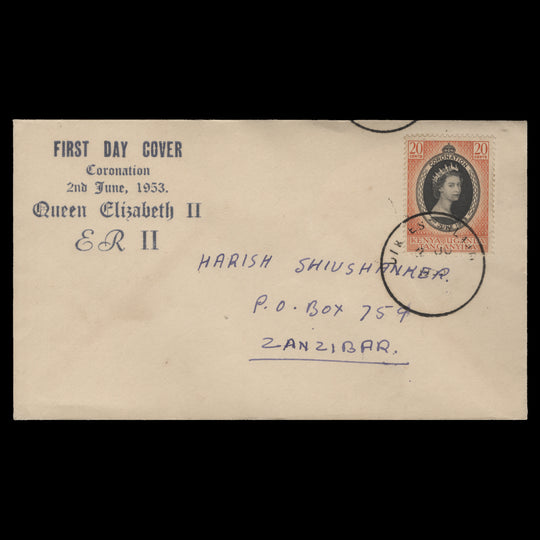 FIRST DAY COVER
Coronation
2nd June, 1953.
Queen Elizabeth II
E R II
20 CENTS
20 CENTS
CORONATION
KENYA UGANDA
TANGANYIKA
HARISH SHIVSHANKER
P.O. BOX 759
ZANZIBAR.